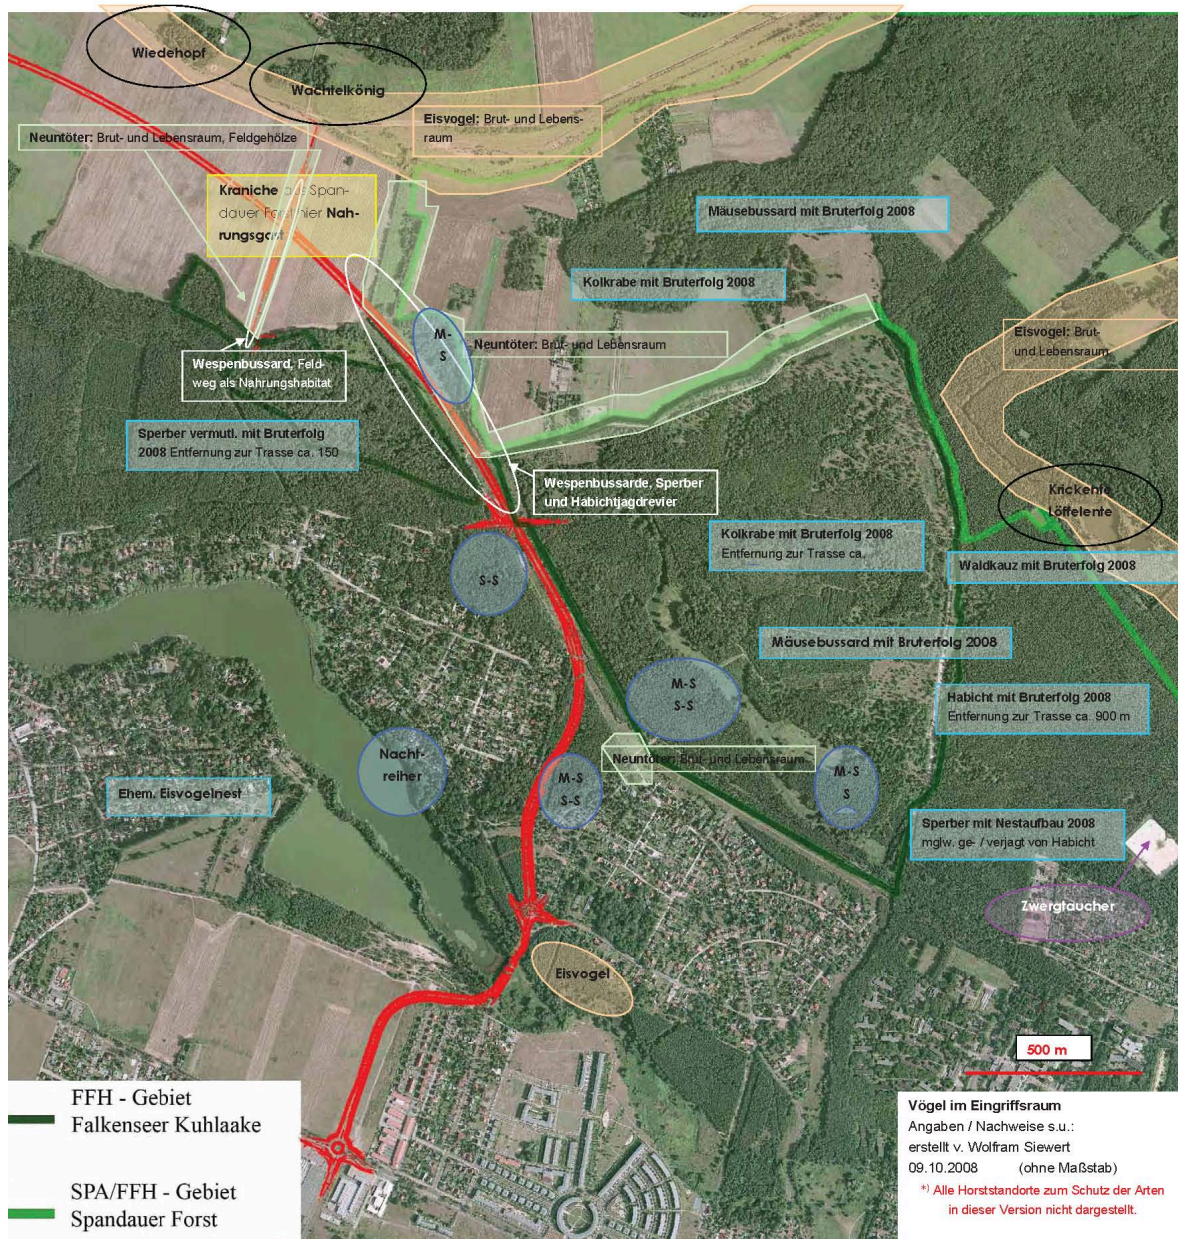 Wiedehopf
Wachtelkönig
Eisvogel: Brut- und Lebens-
raum
Neuntöter: Brut- und Lebensraum, Feldgehölze
Kraniche aus Span-
dauer Forst hier Nah-
rungsgast
Mäusebussard mit Bruterfolg 2008
Kolkrabe mit Bruterfolg 2008
Eisvogel: Brut-
und Lebensraum
M-
S
Neuntöter: Brut- und Lebensraum
Wespenbussard, Feld-
weg als Nahrungshabitat
Sperber vermutl. mit Bruterfolg
2008 Entfernung zur Trasse ca. 150
Wespenbussarde, Sperber
und Habichtjagdrevier
Krickente
Löffelente
Kolkrabe mit Bruterfolg 2008
Entfernung zur Trasse ca.
Waldkauz mit Bruterfolg 2008
S-S
Mäusebussard mit Bruterfolg 2008
M-S
S-S
Habicht mit Bruterfolg 2008
Entfernung zur Trasse ca. 900 m
Nacht-
reiher
Neuntöter: Brut- und Lebensraum
M-S
S-S
M-S
S
Ehem. Eisvogelnest
Sperber mit Nestaufbau 2008
mglw. ge- / verjagt von Habicht
Zwergtaucher
Eisvogel
500 m
FFH - Gebiet
Falkenseer Kuhlaake
SPA/FFH - Gebiet
Spandauer Forst
Vögel im Eingriffsraum
Angaben / Nachweise s.u.:
erstellt v. Wolfram Siewert
09.10.2008 (ohne Maßstab)
*) Alle Horststandorte zum Schutz der Arten
in dieser Version nicht dargestellt.